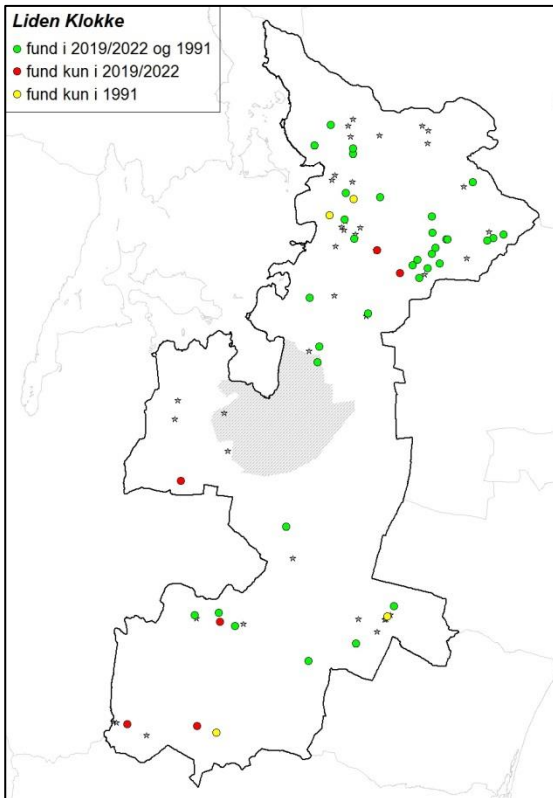 Liden Klokke
fund i 2019/2022 og 1991
fund kun i 2019/2022
fund kun i 1991